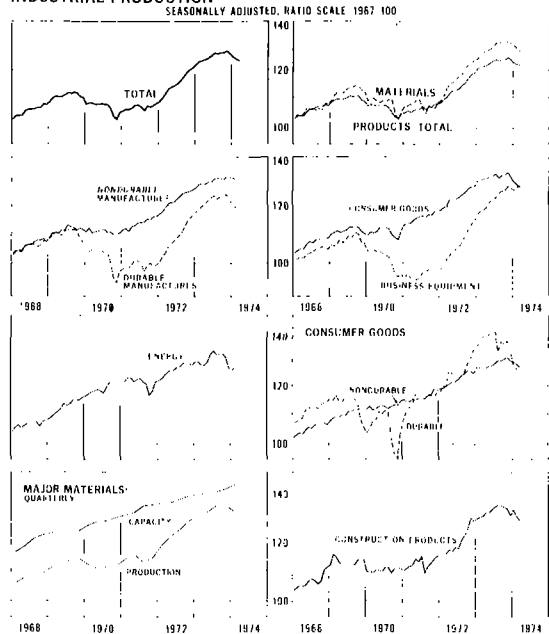 INDUSTRIAL PRODUCTION
SEASONALLY ADJUSTED, RATIO SCALE 1967 100
140
120
100
TOTAL
MATERIALS
PRODUCTS TOTAL
140
120
100
NONDURABLE
MANUFACTURES
DURABLE
MANUFACTURES
CONSUMER GOODS
BUSINESS EQUIPMENT
1968 1970 1972 1974
1966 1970 1972 1974
140
120
100
ENERGY
CONSUMER GOODS
NONDURABLE
DURABLE
MAJOR MATERIALS
QUARTERLY
CAPACITY
PRODUCTION
140
120
100
CONSTRUCTION PRODUCTS
1968 1970 1972 1974
1966 1970 1972 1974